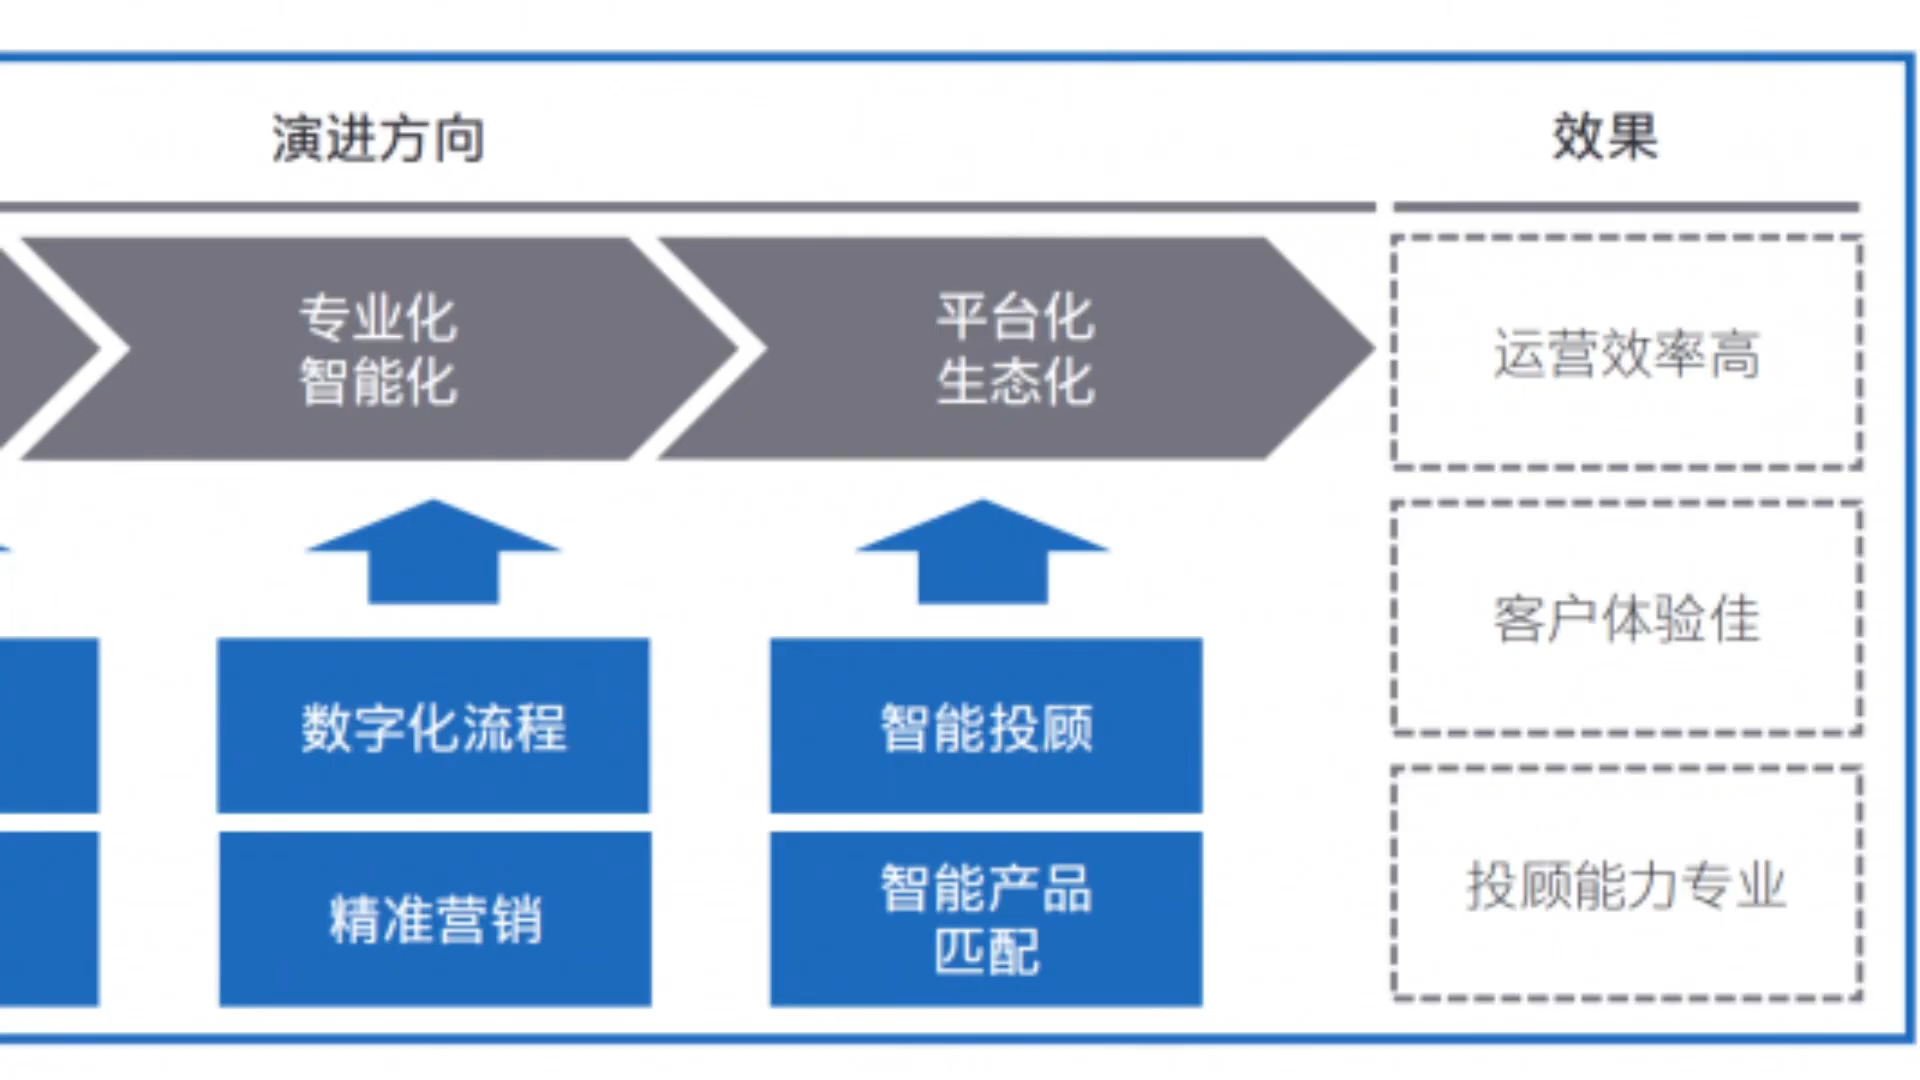 演进方向
效果
专业化
智能化
平台化
生态化
运营效率高
客户体验佳
投顾能力专业
数字化流程
智能投顾
精准营销
智能产品
匹配